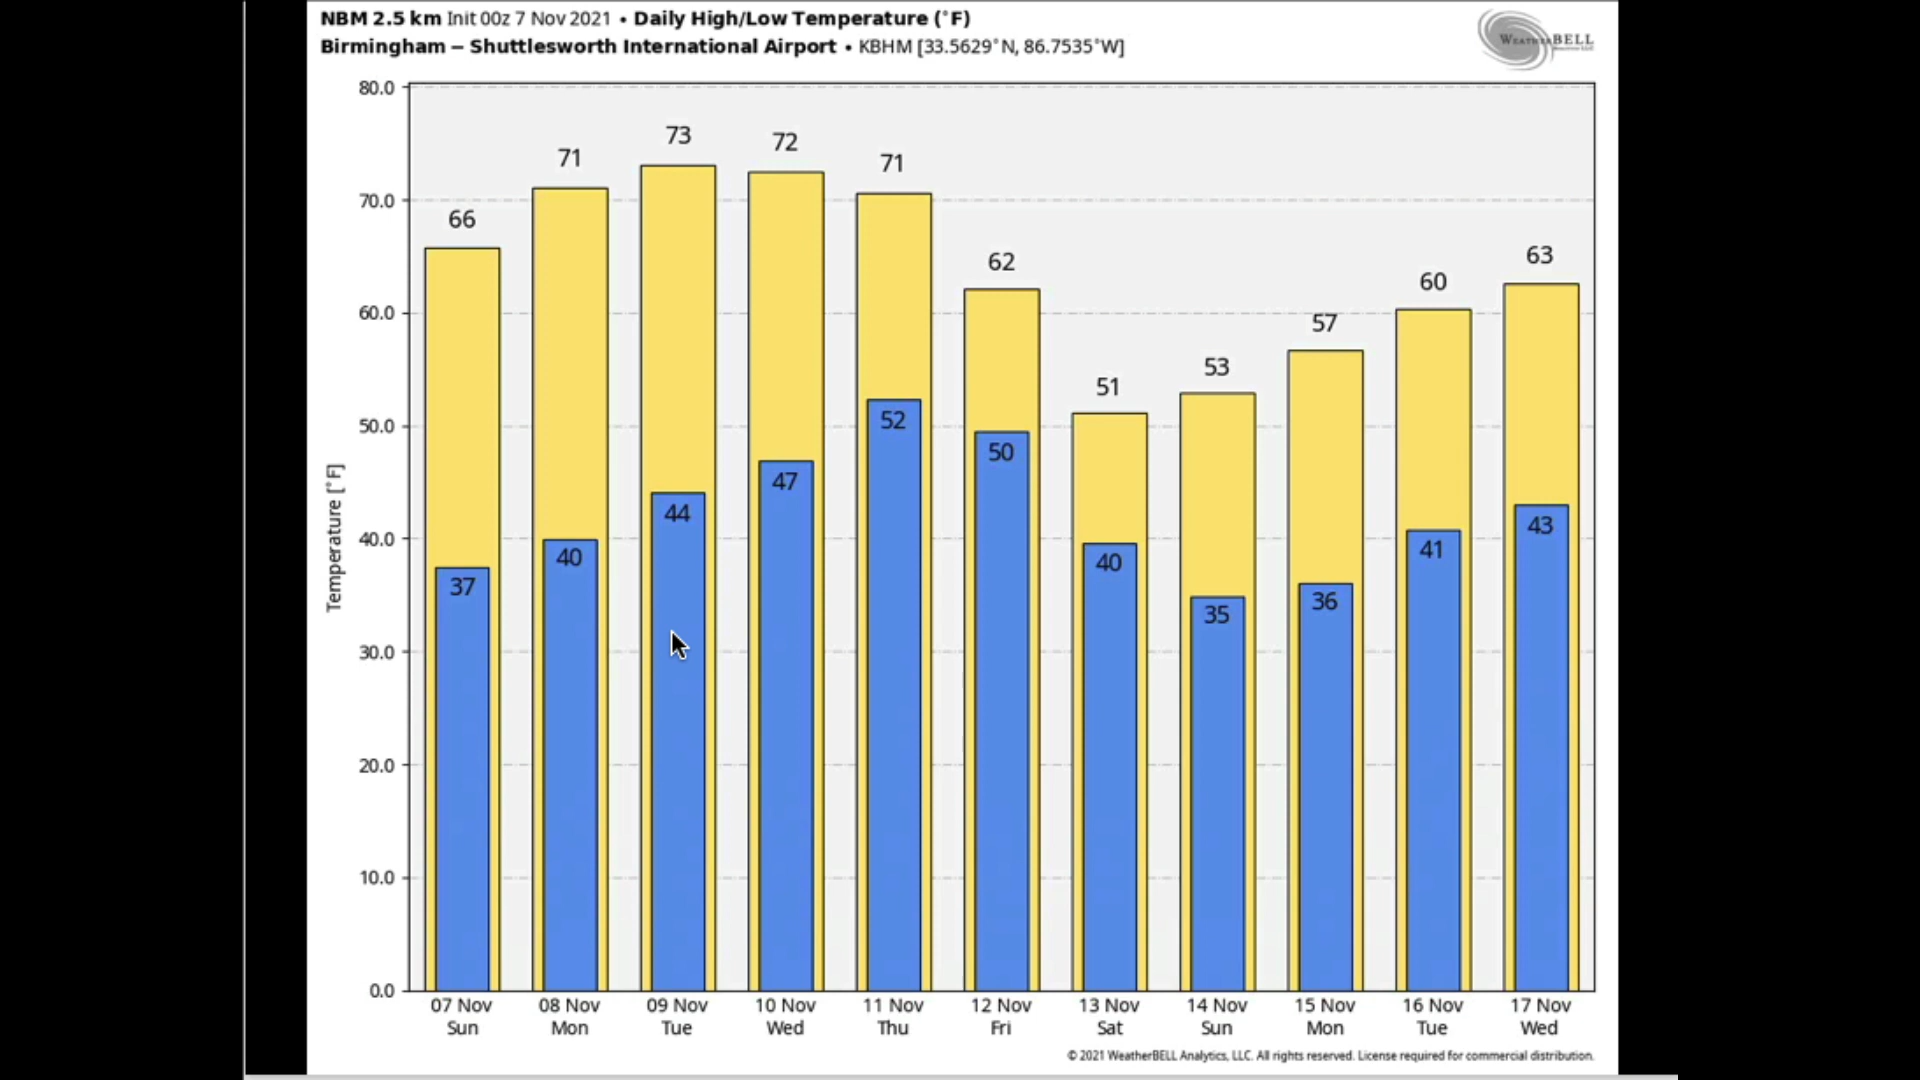 NBM 2.5 km Init 00z 7 Nov 2021 • Daily High/Low Temperature (°F)
Birmingham – Shuttlesworth International Airport • KBHM [33.5629°N, 86.7535°W]
WEATHERBELL
80.0
70.0
60.0
50.0
40.0
30.0
20.0
10.0
0.0
Temperature [°F]
66 71 73 72 71 62 51 53 57 60 63
37 40 44 47 52 50 40 35 36 41 43
07 Nov 08 Nov 09 Nov 10 Nov 11 Nov 12 Nov 13 Nov 14 Nov 15 Nov 16 Nov 17 Nov
Sun Mon Tue Wed Thu Fri Sat Sun Mon Tue Wed
© 2021 WeatherBELL Analytics, LLC. All rights reserved. License required for commercial distribution.